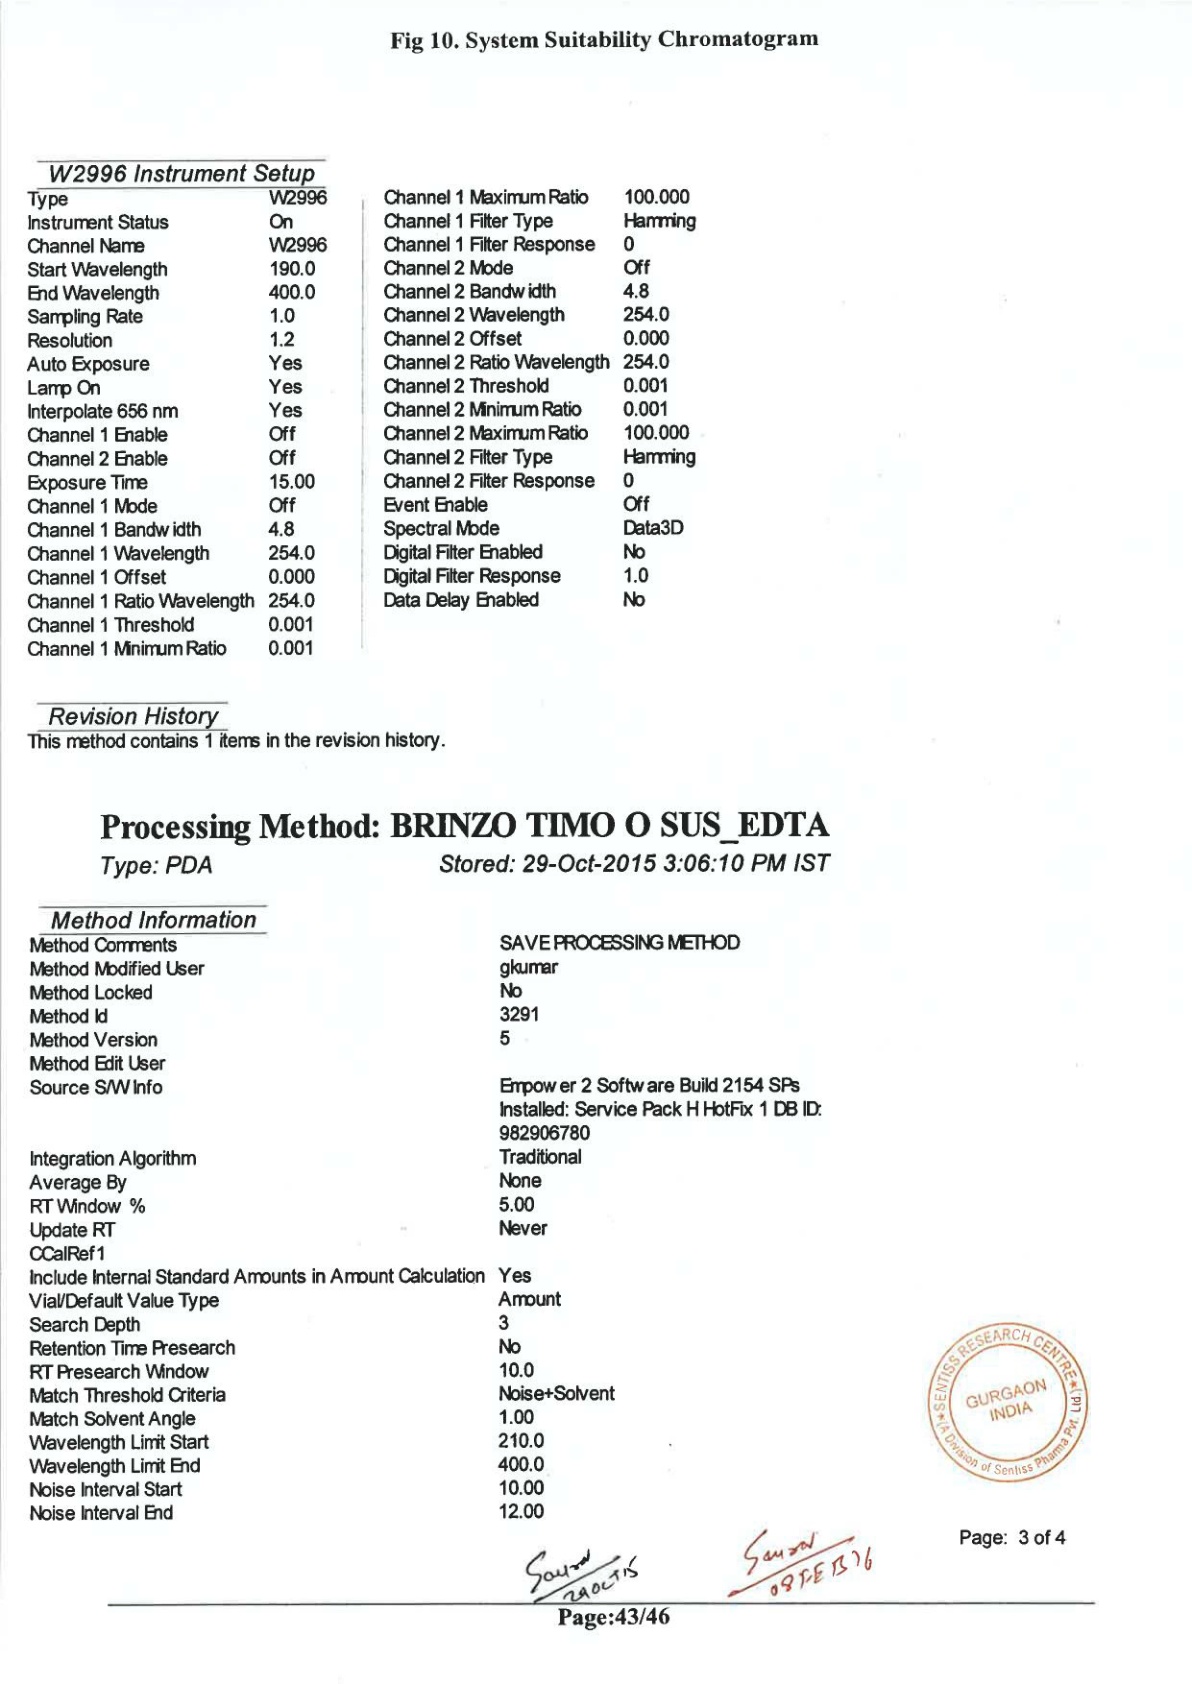 Fig 10. System Suitability Chromatogram
W2996 Instrument Setup
Type W2996
Instrument Status On
Channel Name W2996
Start Wavelength 190.0
End Wavelength 400.0
Sampling Rate 1.0
Resolution 1.2
Auto Exposure Yes
Lamp On Yes
Interpolate 656 nm Yes
Channel 1 Enable Off
Channel 2 Enable Off
Exposure Time 15.00
Channel 1 Mode Off
Channel 1 Bandwidth 4.8
Channel 1 Wavelength 254.0
Channel 1 Offset 0.000
Channel 1 Ratio Wavelength 254.0
Channel 1 Threshold 0.001
Channel 1 Minimum Ratio 0.001
Channel 1 Maximum Ratio 100.000
Channel 1 Filter Type Hamming
Channel 1 Filter Response 0
Channel 2 Mode Off
Channel 2 Bandwidth 4.8
Channel 2 Wavelength 254.0
Channel 2 Offset 0.000
Channel 2 Ratio Wavelength 254.0
Channel 2 Threshold 0.001
Channel 2 Minimum Ratio 0.001
Channel 2 Maximum Ratio 100.000
Channel 2 Filter Type Hamming
Channel 2 Filter Response 0
Event Enable Off
Spectral Mode Data3D
Digital Filter Enabled No
Digital Filter Response 1.0
Data Delay Enabled No
Revision History
This method contains 1 items in the revision history.
Processing Method: BRINZO TIMO O SUS_EDTA
Type: PDA Stored: 29-Oct-2015 3:06:10 PM IST
Method Information
Method Comments SAVE PROCESSING METHOD
Method Modified User gkumar
Method Locked No
Method Id 3291
Method Version 5
Method Edit User
Source S/W Info Empower 2 Software Build 2154 SPs
Installed: Service Pack H HotFix 1 DB ID:
982906780
Integration Algorithm Traditional
Average By None
RT Window % 5.00
Update RT Never
CCalRef1
Include Internal Standard Amounts in Amount Calculation Yes
Vial/Default Value Type Amount
Search Depth 3
Retention Time Presearch No
RT Presearch Window 10.0
Match Threshold Criteria Noise+Solvent
Match Solvent Angle 1.00
Wavelength Limit Start 210.0
Wavelength Limit End 400.0
Noise Interval Start 10.00
Noise Interval End 12.00
★SENTISS RESEARCH CENTRE★
(A Division of Sentiss Pharma Pvt. Ltd.)
GURGAON
INDIA
Page: 3 of 4
29OCT15
08FEB16
Page:43/46